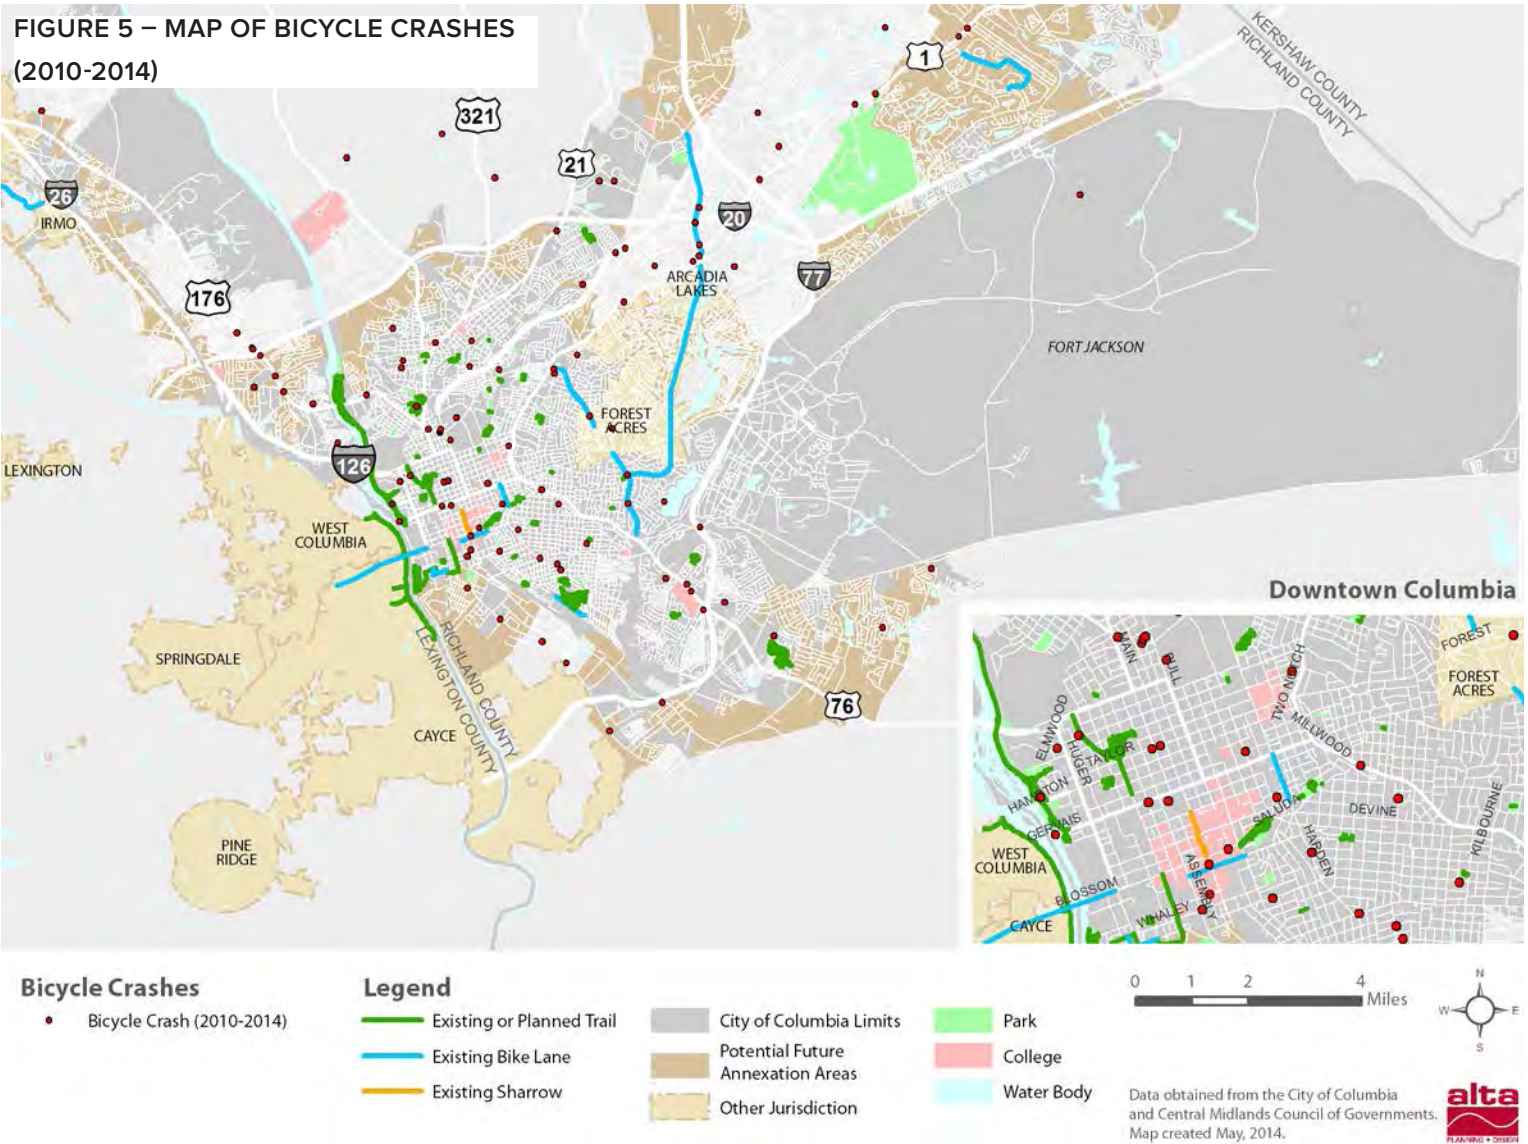 FIGURE 5 – MAP OF BICYCLE CRASHES
(2010-2014)
KERSHAW COUNTY
RICHLAND COUNTY
1
321
21
26
IRMO
20
77
176
ARCADIA
LAKES
FORT JACKSON
FOREST
ACRES
LEXINGTON
126
WEST
COLUMBIA
SPRINGDALE
RICHLAND COUNTY
LEXINGTON COUNTY
CAYCE
76
PINE
RIDGE
Downtown Columbia
MAIN
BULL
TWO NOTCH
FOREST
FOREST
ACRES
ELMWOOD
HUGER
TAYLOR
MILLWOOD
HAMPTON
GERVAIS
SALUDA
DEVINE
KILBOURNE
HARDEN
WEST
COLUMBIA
ASSEMBLY
BLOSSOM
WHALEY
CAYCE
Bicycle Crashes
Bicycle Crash (2010-2014)
Legend
Existing or Planned Trail
Existing Bike Lane
Existing Sharrow
City of Columbia Limits
Potential Future
Annexation Areas
Other Jurisdiction
Park
College
Water Body
0 1 2 4
Miles
N
W E
S
Data obtained from the City of Columbia
and Central Midlands Council of Governments.
Map created May, 2014.
alta
PLANNING + DESIGN